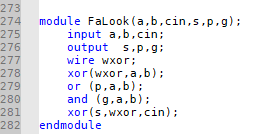 273
274 module FaLook(a,b,cin,s,p,g);
275 input a,b,cin;
276 output  s,p,g;
277 wire wxor;
278 xor(wxor,a,b);
279 or (p,a,b);
280 and (g,a,b);
281 xor(s,wxor,cin);
282 endmodule